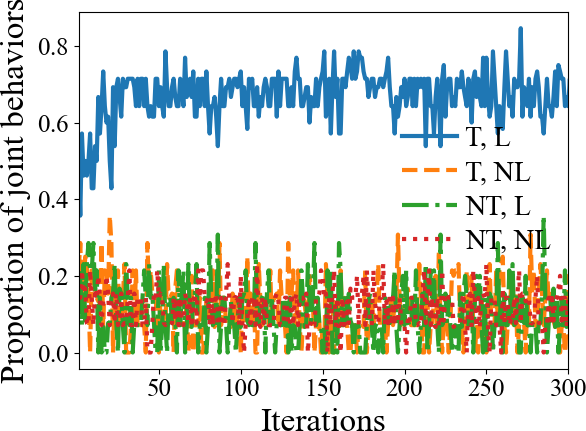 Proportion of joint behaviors
0.8
0.6
0.4
0.2
0.0
T, L
T, NL
NT, L
NT, NL
50
100
150
200
250
300
Iterations